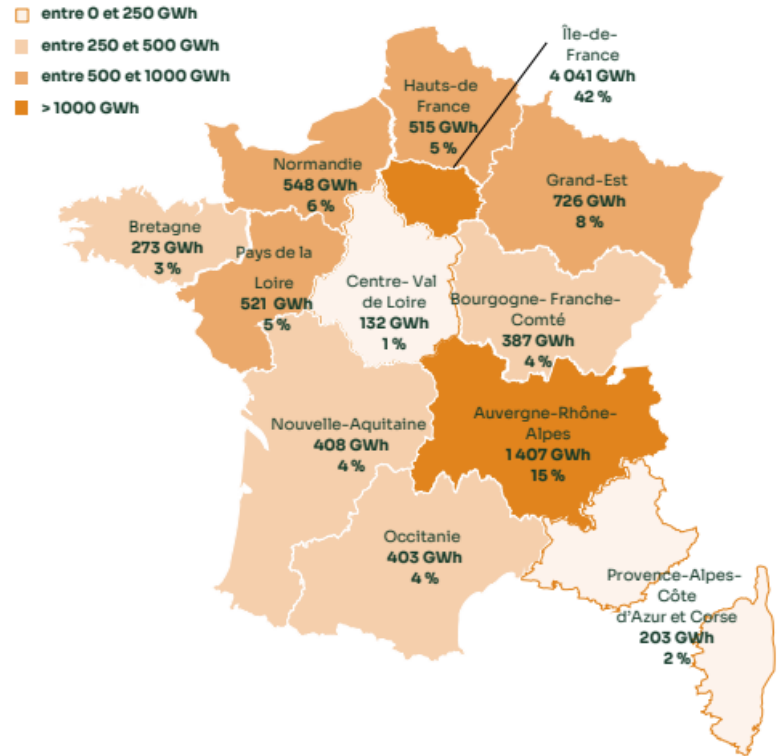 entre 0 et 250 GWh
entre 250 et 500 GWh
entre 500 et 1000 GWh
> 1000 GWh
Île-de-
France
4 041 GWh
42 %
Hauts-de
France
515 GWh
5 %
Normandie
548 GWh
6 %
Grand-Est
726 GWh
8 %
Bretagne
273 GWh
3 %
Pays de la
Loire
521 GWh
5 %
Centre- Val
de Loire
132 GWh
1 %
Bourgogne- Franche-
Comté
387 GWh
4 %
Nouvelle-Aquitaine
408 GWh
4 %
Auvergne-Rhône-
Alpes
1 407 GWh
15 %
Occitanie
403 GWh
4 %
Provence-Alpes-
Côte
d'Azur et Corse
203 GWh
2 %